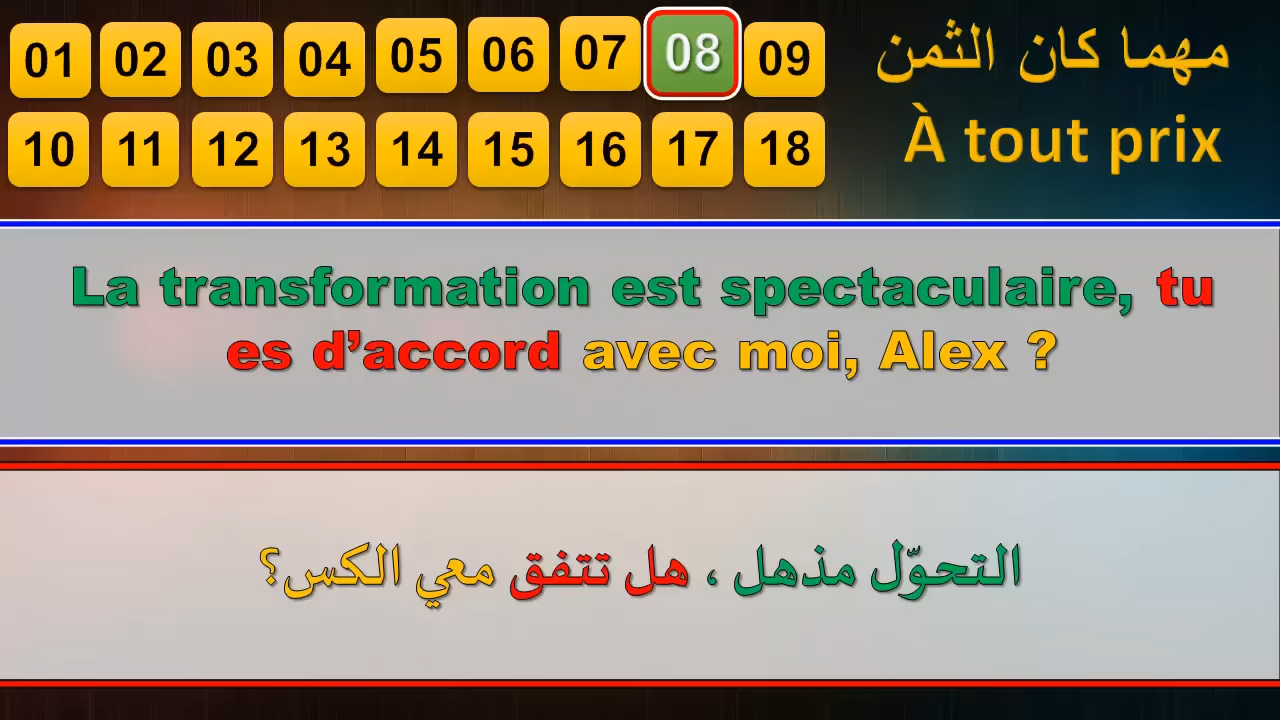 01 02 03 04 05 06 07 08 09
10 11 12 13 14 15 16 17 18
مهما كان الثمن
À tout prix
La transformation est spectaculaire, tu
es d’accord avec moi, Alex ?
التحوّل مذهل ، هل تتفق معي الكس؟